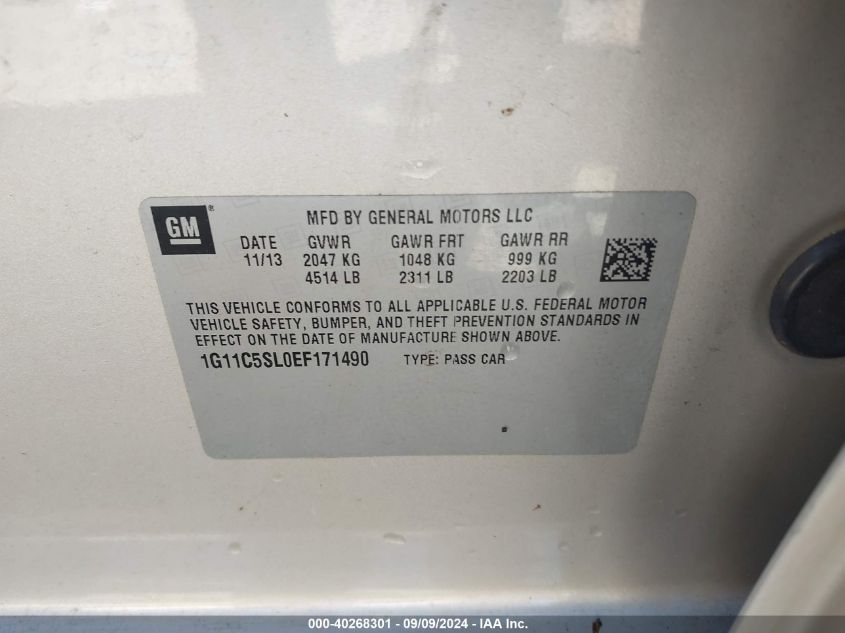 GM®
MFD BY GENERAL MOTORS LLC
DATE GVWR GAWR FRT GAWR RR
11/13 2047 KG 1048 KG 999 KG
4514 LB 2311 LB 2203 LB
THIS VEHICLE CONFORMS TO ALL APPLICABLE U.S. FEDERAL MOTOR
VEHICLE SAFETY, BUMPER, AND THEFT PREVENTION STANDARDS IN
EFFECT ON THE DATE OF MANUFACTURE SHOWN ABOVE.
1G11C5SL0EF171490 TYPE: PASS CAR
000-40268301 - 09/09/2024 - IAA Inc.